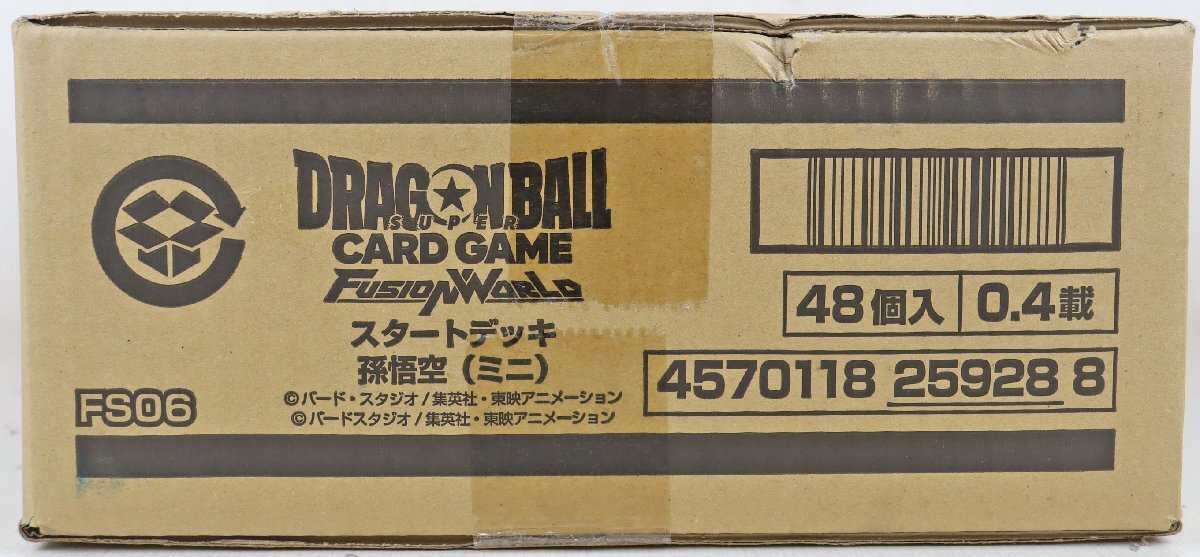 DRAGONBALL
SUPER
CARD GAME
FUSION WORLD
スタートデッキ
孫悟空(ミニ)
©バード・スタジオ/集英社・東映アニメーション
©バードスタジオ/集英社・東映アニメーション
FS06
48個入 0.4載
4570118 25928 8